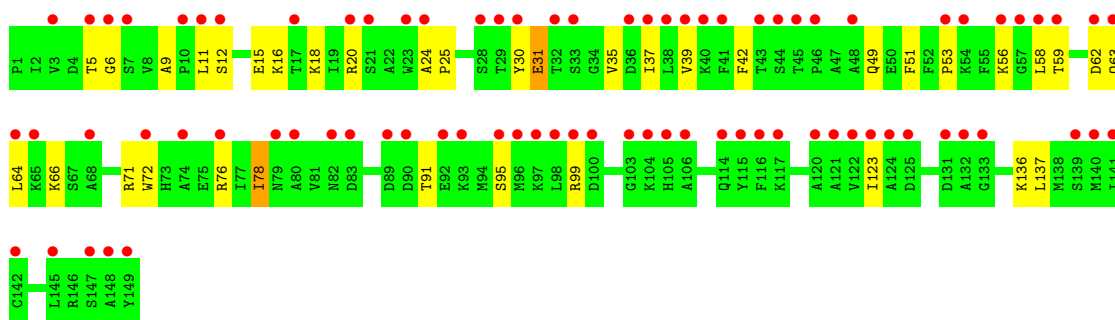 P1 I2 V3 D4 T5 G6 S7 V8 A9 P10 L11 S12 E15 K16 T17 K18 I19 R20 S21 A22 W23 A24 P25 S28 T29 Y30 E31 T32 S33 G34 V35 D36 I37 L38 V39 K40 F41 F42 T43 S44 T45 P46 A47 A48 Q49 E50 F51 F52 P53 K54 F55 K56 G57 L58 T59 D62 Q63
L64 K65 K66 S67 A68 R71 W72 H73 A74 E75 R76 I77 I78 N79 A80 V81 N82 D83 D89 D90 T91 E92 K93 M94 S95 M96 K97 L98 R99 D100 G103 K104 H105 A106 Q114 Y115 F116 K117 A120 A121 V122 I123 A124 D125 D131 A132 G133 K136 L137 M138 S139 M140 I141
C142 L145 R146 S147 A148 Y149